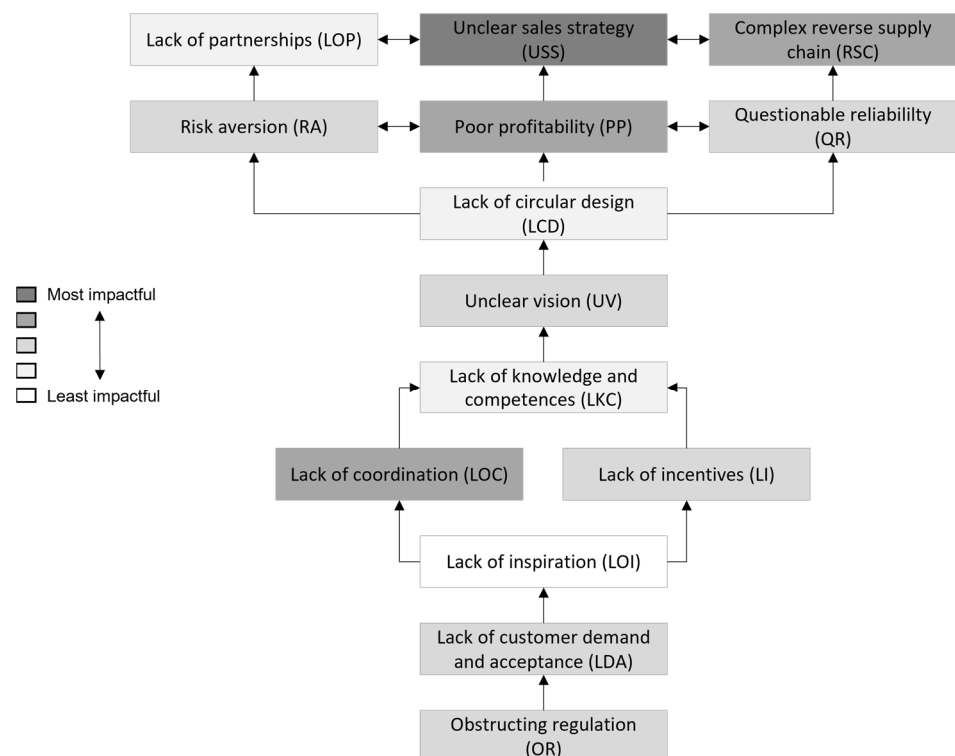 Lack of partnerships (LOP)
Unclear sales strategy
(USS)
Complex reverse supply
chain (RSC)
Risk aversion (RA)
Poor profitability (PP)
Questionable reliabililty
(QR)
Lack of circular design
(LCD)
Most impactful
Least impactful
Unclear vision (UV)
Lack of knowledge and
competences (LKC)
Lack of coordination (LOC)
Lack of incentives (LI)
Lack of inspiration (LOI)
Lack of customer demand
and acceptance (LDA)
Obstructing regulation
(OR)